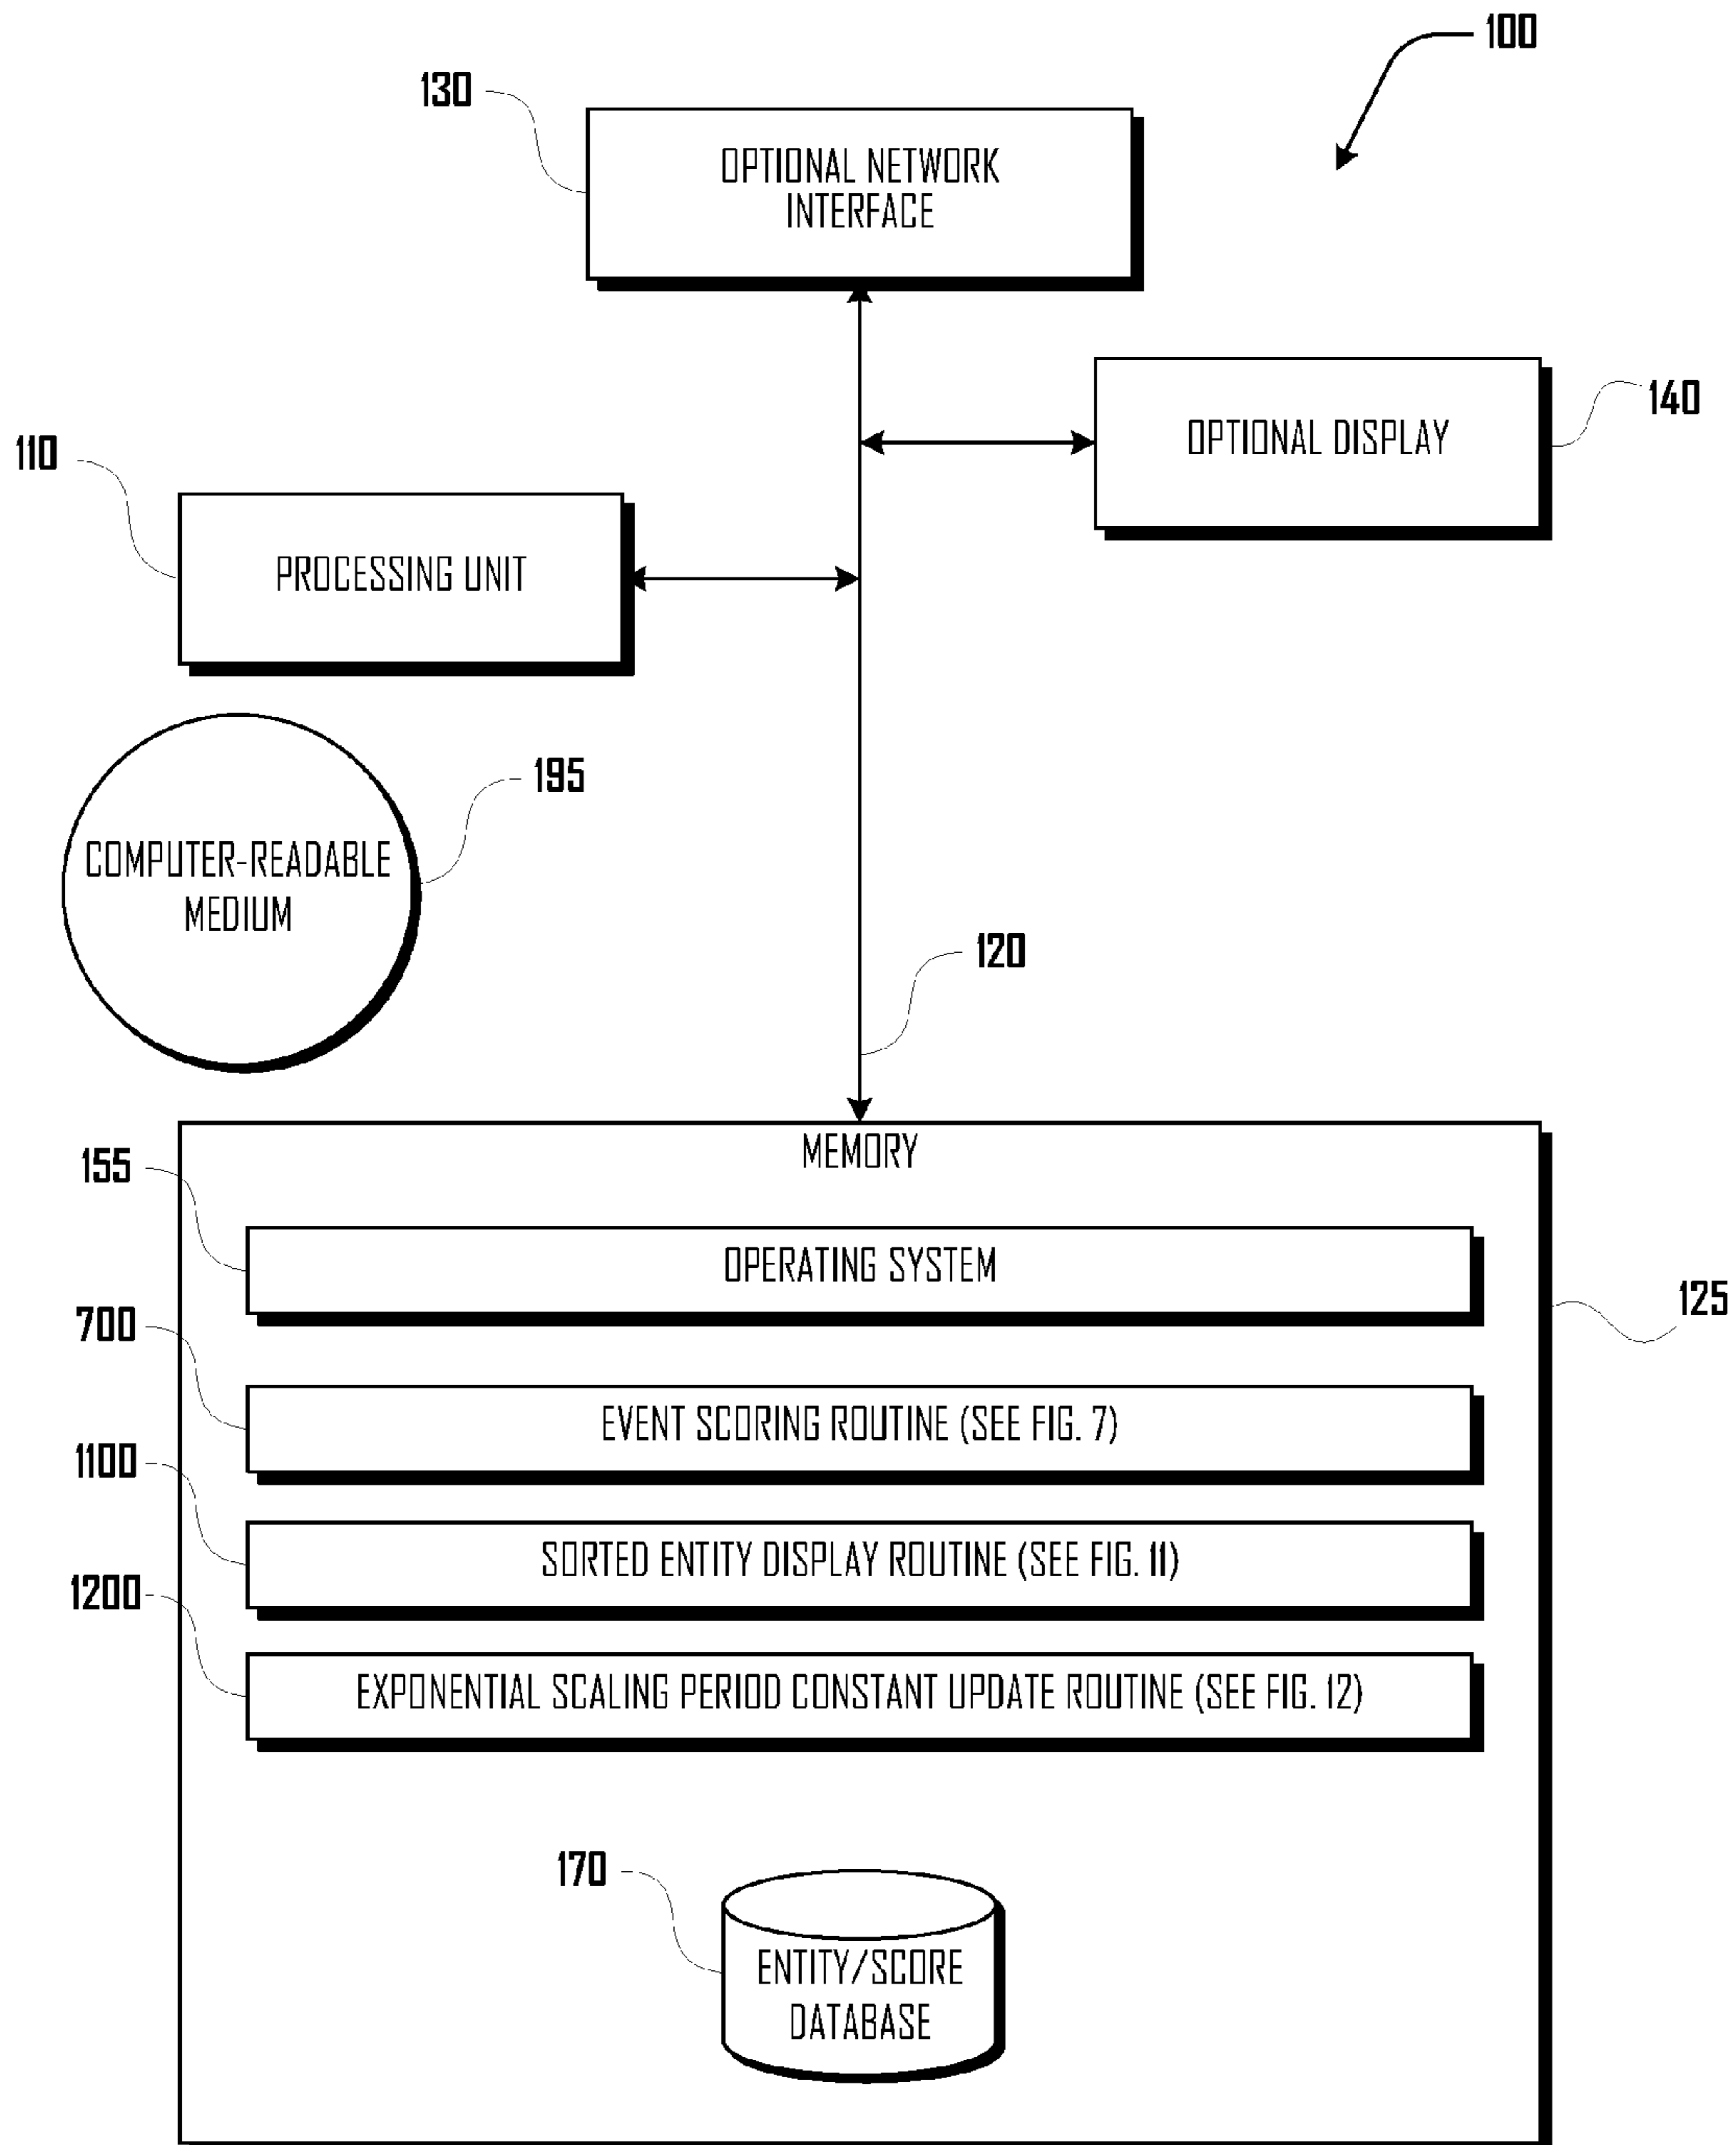 100
130
OPTIONAL NETWORK
INTERFACE
140
OPTIONAL DISPLAY
110
PROCESSING UNIT
195
COMPUTER-READABLE
MEDIUM
120
MEMORY
155
OPERATING SYSTEM
125
700
EVENT SCORING ROUTINE (SEE FIG. 7)
1100
SORTED ENTITY DISPLAY ROUTINE (SEE FIG. 11)
1200
EXPONENTIAL SCALING PERIOD CONSTANT UPDATE ROUTINE (SEE FIG. 12)
170
ENTITY/SCORE
DATABASE